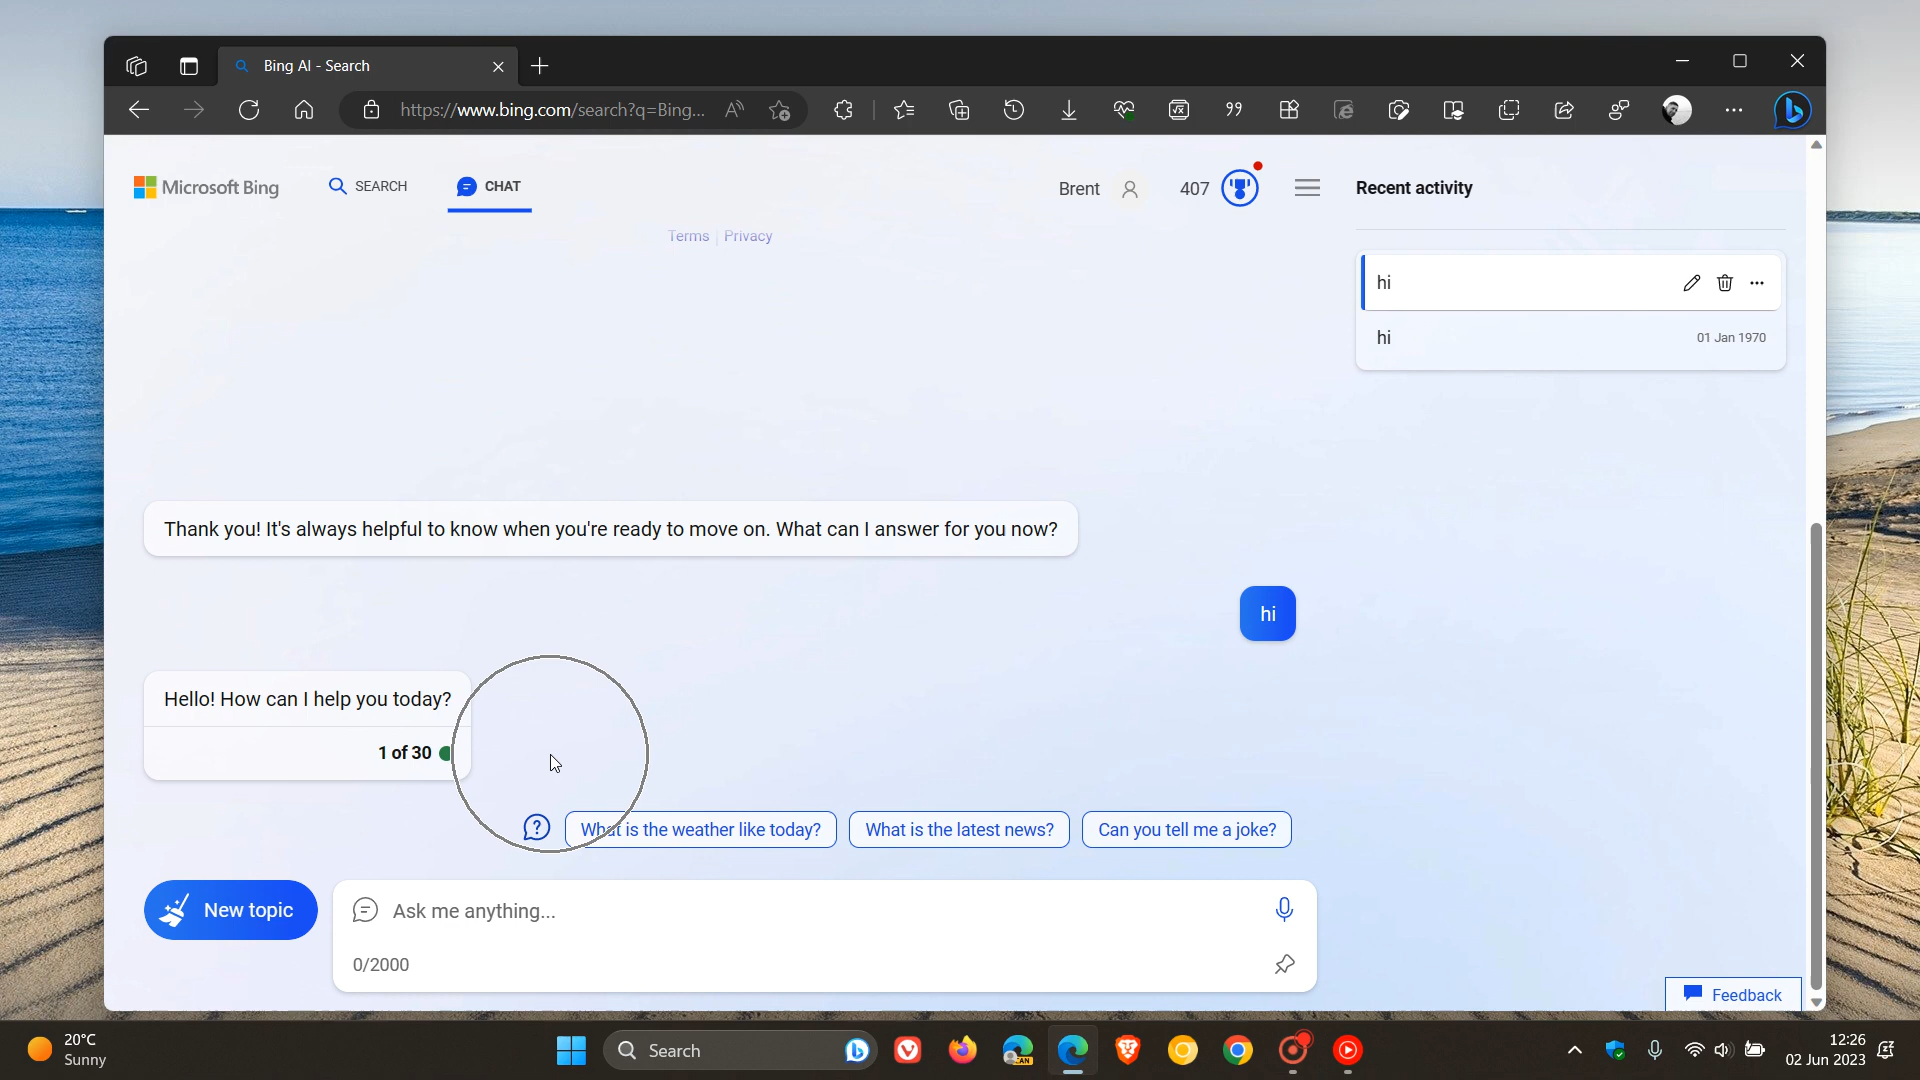 Bing AI - Search
https://www.bing.com/search?q=Bing...
Microsoft Bing
SEARCH
CHAT
Brent
407
Recent activity
Terms | Privacy
hi
hi
01 Jan 1970
Thank you! It's always helpful to know when you're ready to move on. What can I answer for you now?
hi
Hello! How can I help you today?
1 of 30
What is the weather like today?
What is the latest news?
Can you tell me a joke?
New topic
Ask me anything...
0/2000
Feedback
20°C
Sunny
Search
CAN
12:26
02 Jun 2023